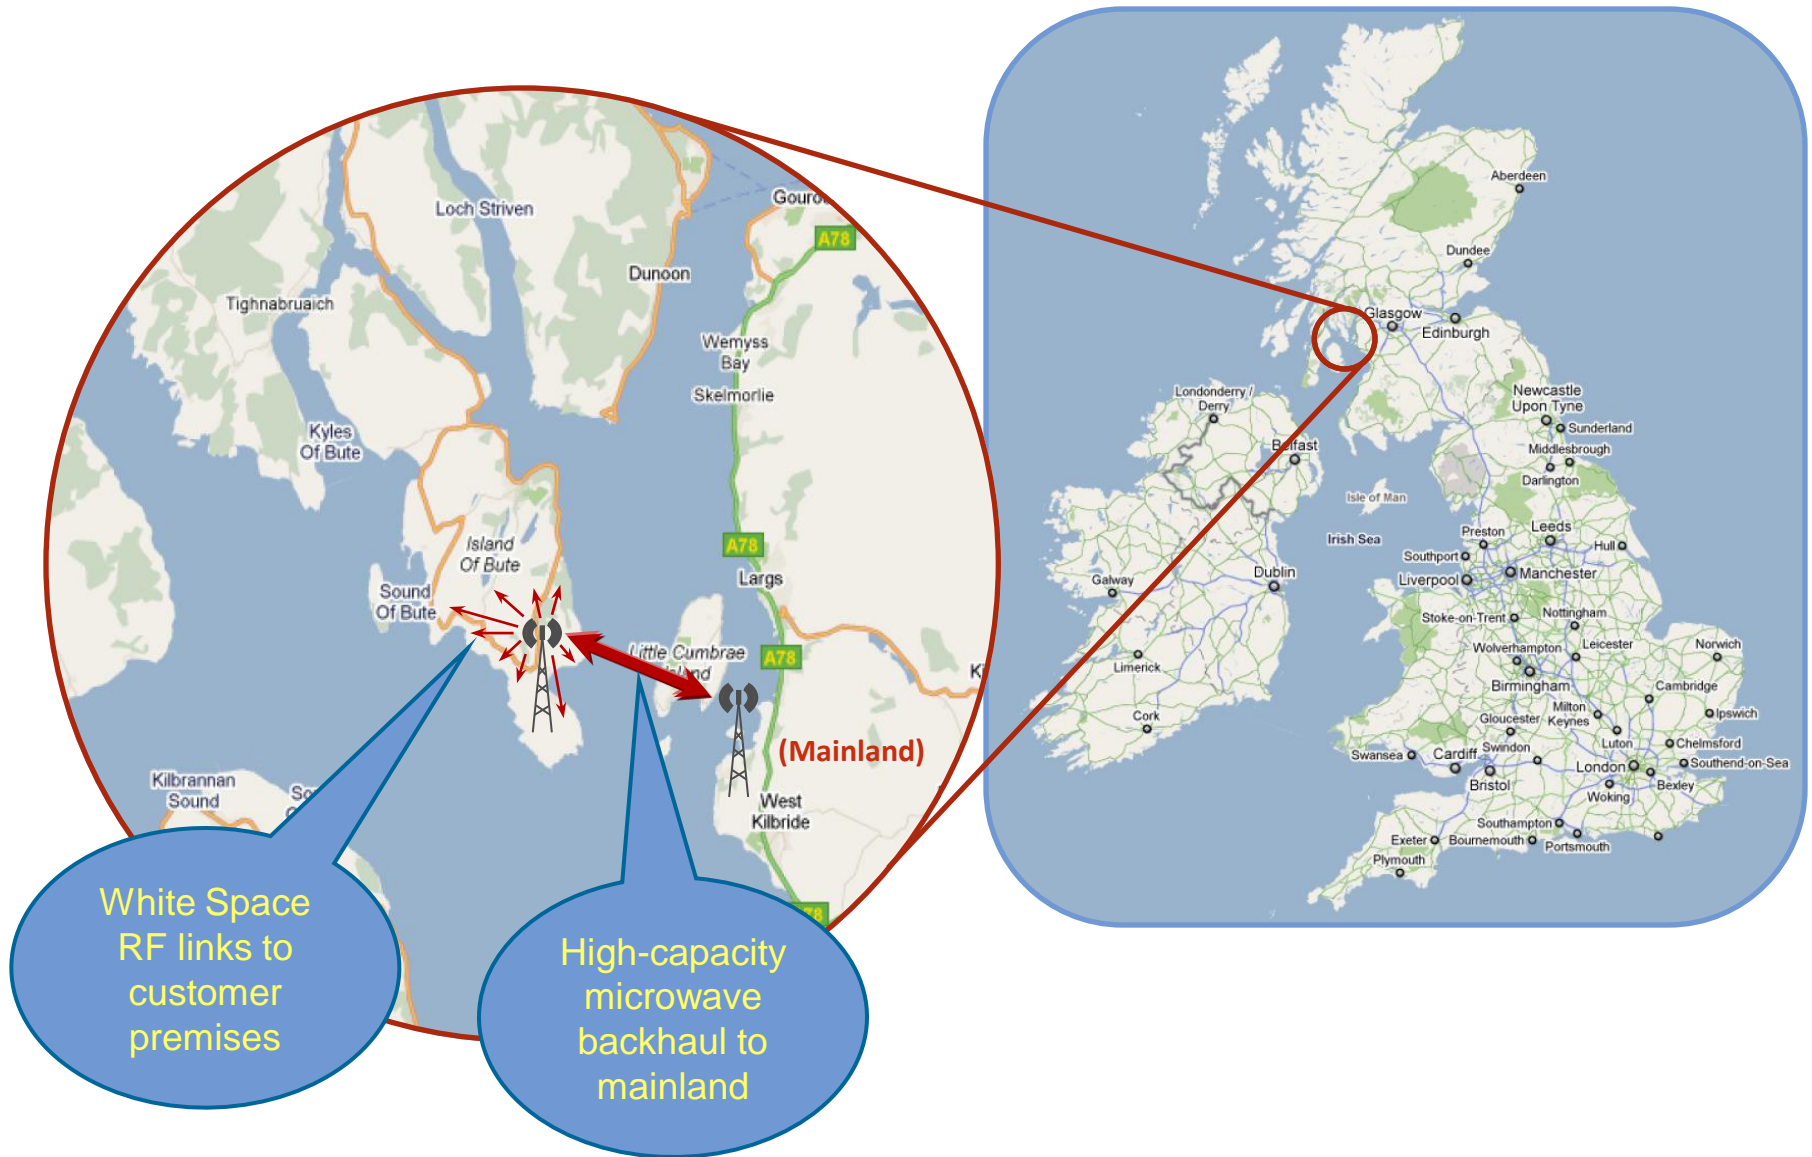 Loch Striven
Gouro
A78
Dunoon
Tighnabruaich
Wemyss
Bay
Skelmorlie
Kyles
Of Bute
Island
Of Bute
A78
Largs
Sound
Of Bute
Little Cumbrae
Island
A78
(Mainland)
Kilbrannan
Sound
West
Kilbride
White Space
RF links to
customer
premises
High-capacity
microwave
backhaul to
mainland
Aberdeen
Dundee
Glasgow
Edinburgh
Londonderry /
Derry
Belfast
Newcastle
Upon Tyne
Sunderland
Middlesbrough
Darlington
Isle of Man
Irish Sea
Preston
Leeds
Hull
Southport
Liverpool
Manchester
Galway
Dublin
Stoke-on-Trent
Nottingham
Leicester
Norwich
Wolverhampton
Birmingham
Limerick
Cambridge
Cork
Milton
Keynes
Ipswich
Gloucester
Luton
Chelmsford
Swansea
Cardiff
Swindon
London
Southend-on-Sea
Bristol
Bexley
Woking
Southampton
Exeter
Bournemouth
Portsmouth
Plymouth